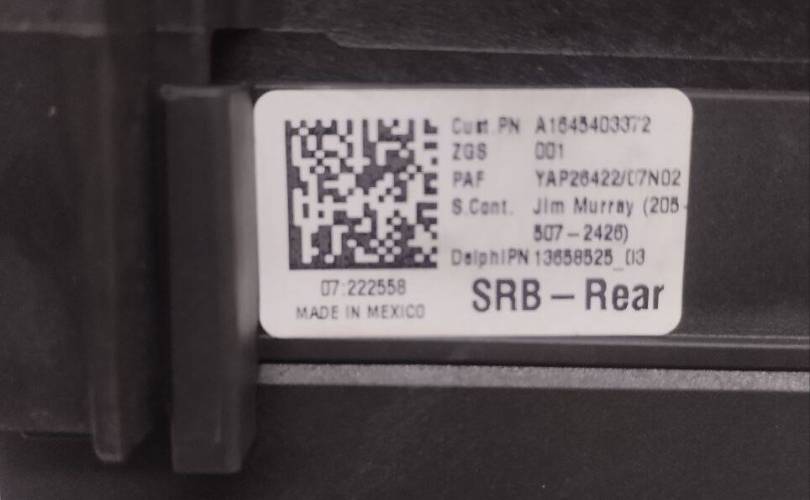 Cust.PN A1645403372
ZGS 001
PAF YAP26422/07N02
S.Cont. Jim Murray (205-
507-2426)
DelphiPN 13658525_03
07:222558
MADE IN MEXICO
SRB-Rear